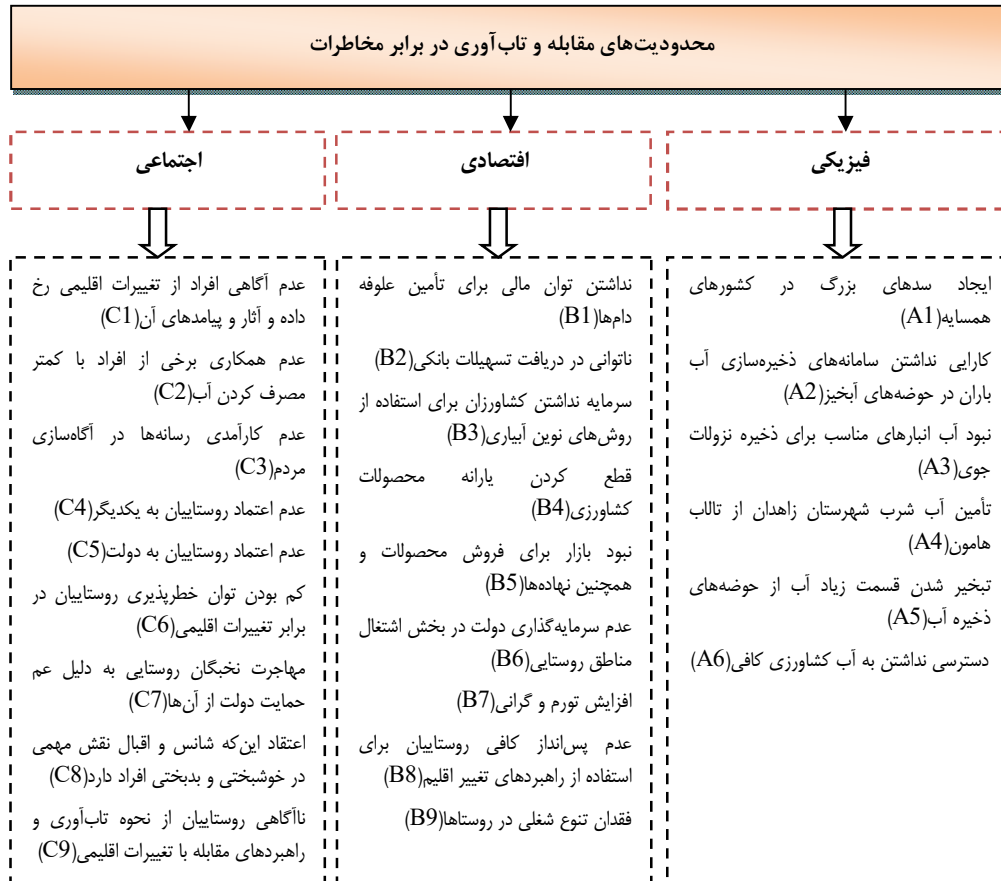 محدودیت‌های مقابله و تاب‌آوری در برابر مخاطرات
فیزیکی
ایجاد سدهای بزرگ در کشورهای
همسایه(A1)
کارایی نداشتن سامانه‌های ذخیره‌سازی آب
باران در حوضه‌های آبخیز(A2)
نبود آب انبارهای مناسب برای ذخیره نزولات
جوی(A3)
تأمین آب شرب شهرستان زاهدان از تالاب
هامون(A4)
تبخیر شدن قسمت زیاد آب از حوضه‌های
ذخیره آب(A5)
دسترسی نداشتن به آب کشاورزی کافی(A6)
افتصادی
نداشتن توان مالی برای تأمین علوفه
دام‌ها(B1)
ناتوانی در دریافت تسهیلات بانکی(B2)
سرمایه نداشتن کشاورزان برای استفاده از
روش‌های نوین آبیاری(B3)
قطع کردن یارانه محصولات
کشاورزی(B4)
نبود بازار برای فروش محصولات و
همچنین نهاده‌ها(B5)
عدم سرمایه‌گذاری دولت در بخش اشتغال
مناطق روستایی(B6)
افزایش تورم و گرانی(B7)
عدم پس‌انداز کافی روستاییان برای
استفاده از راهبردهای تغییر اقلیم(B8)
فقدان تنوع شغلی در روستاها(B9)
اجتماعی
عدم آگاهی افراد از تغییرات اقلیمی رخ
داده و آثار و پیامدهای آن(C1)
عدم همکاری برخی از افراد با کمتر
مصرف کردن آب(C2)
عدم کارآمدی رسانه‌ها در آگاه‌سازی
مردم(C3)
عدم اعتماد روستاییان به یکدیگر(C4)
عدم اعتماد روستاییان به دولت(C5)
کم بودن توان خطرپذیری روستاییان در
برابر تغییرات اقلیمی(C6)
مهاجرت نخبگان روستایی به دلیل عم
حمایت دولت از آن‌ها(C7)
اعتقاد این‌که شانس و اقبال نقش مهمی
در خوشبختی و بدبختی افراد دارد(C8)
ناآگاهی روستاییان از نحوه تاب‌آوری و
راهبردهای مقابله با تغییرات اقلیمی(C9)